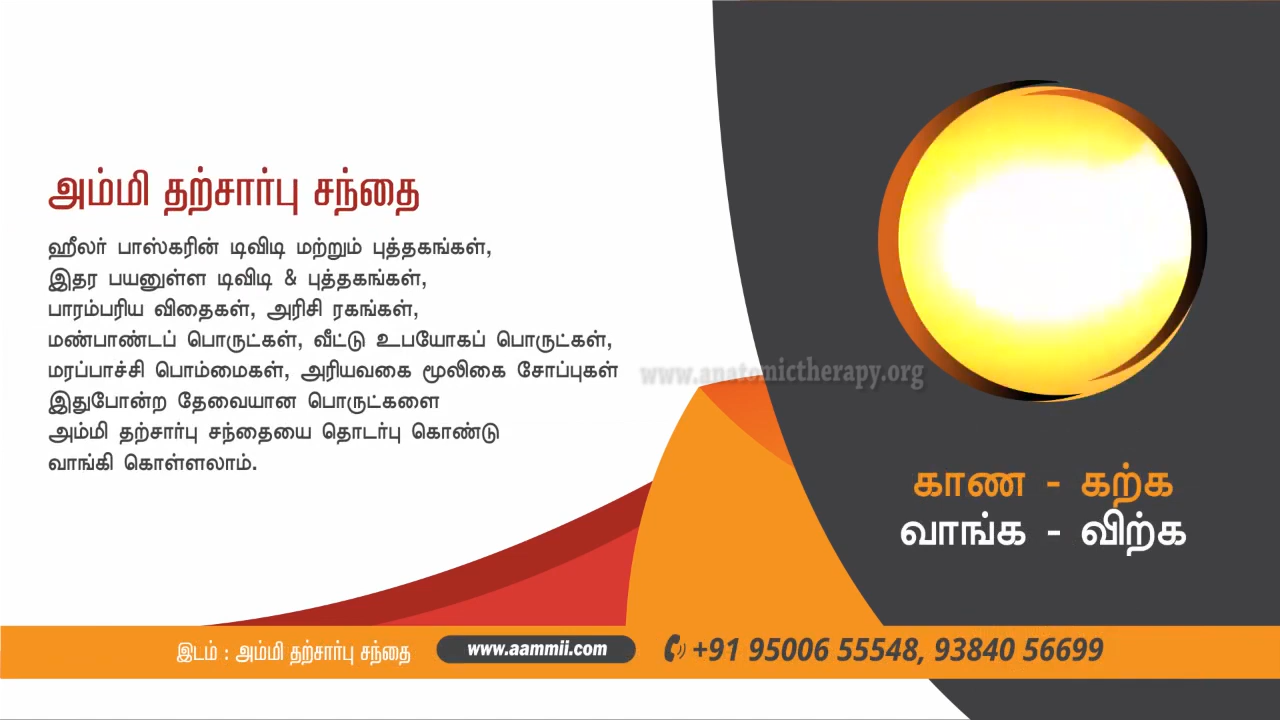 அம்மி தற்சார்பு சந்தை
ஹீலர் பாஸ்கரின் டிவிடி மற்றும் புத்தகங்கள்,
இதர பயனுள்ள டிவிடி & புத்தகங்கள்,
பாரம்பரிய விதைகள், அரிசி ரகங்கள்,
மண்பாண்டப் பொருட்கள், வீட்டு உபயோகப் பொருட்கள்,
மரப்பாச்சி பொம்மைகள், அரியவகை மூலிகை சோப்புகள்
இதுபோன்ற தேவையான பொருட்களை
அம்மி தற்சார்பு சந்தையை தொடர்பு கொண்டு
வாங்கி கொள்ளலாம்.
www.anatomictherapy.org
காண - கற்க
வாங்க - விற்க
இடம் : அம்மி தற்சார்பு சந்தை
www.aammii.com
+91 95006 55548, 93840 56699